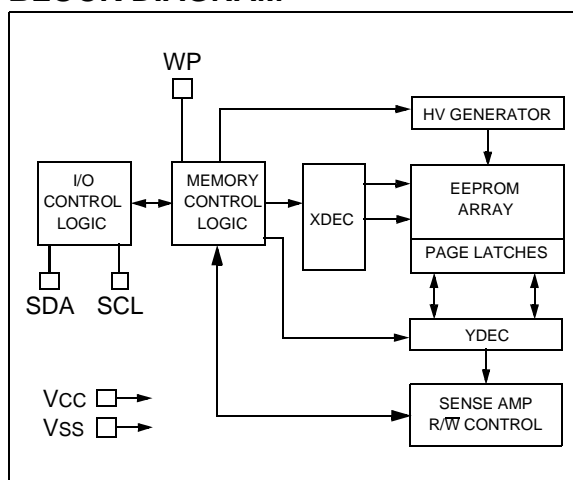 WP
HV GENERATOR
I/O
CONTROL
LOGIC
MEMORY
CONTROL
LOGIC
XDEC
EEPROM
ARRAY
PAGE LATCHES
SDA SCL
YDEC
Vcc
Vss
SENSE AMP
R/W̅ CONTROL